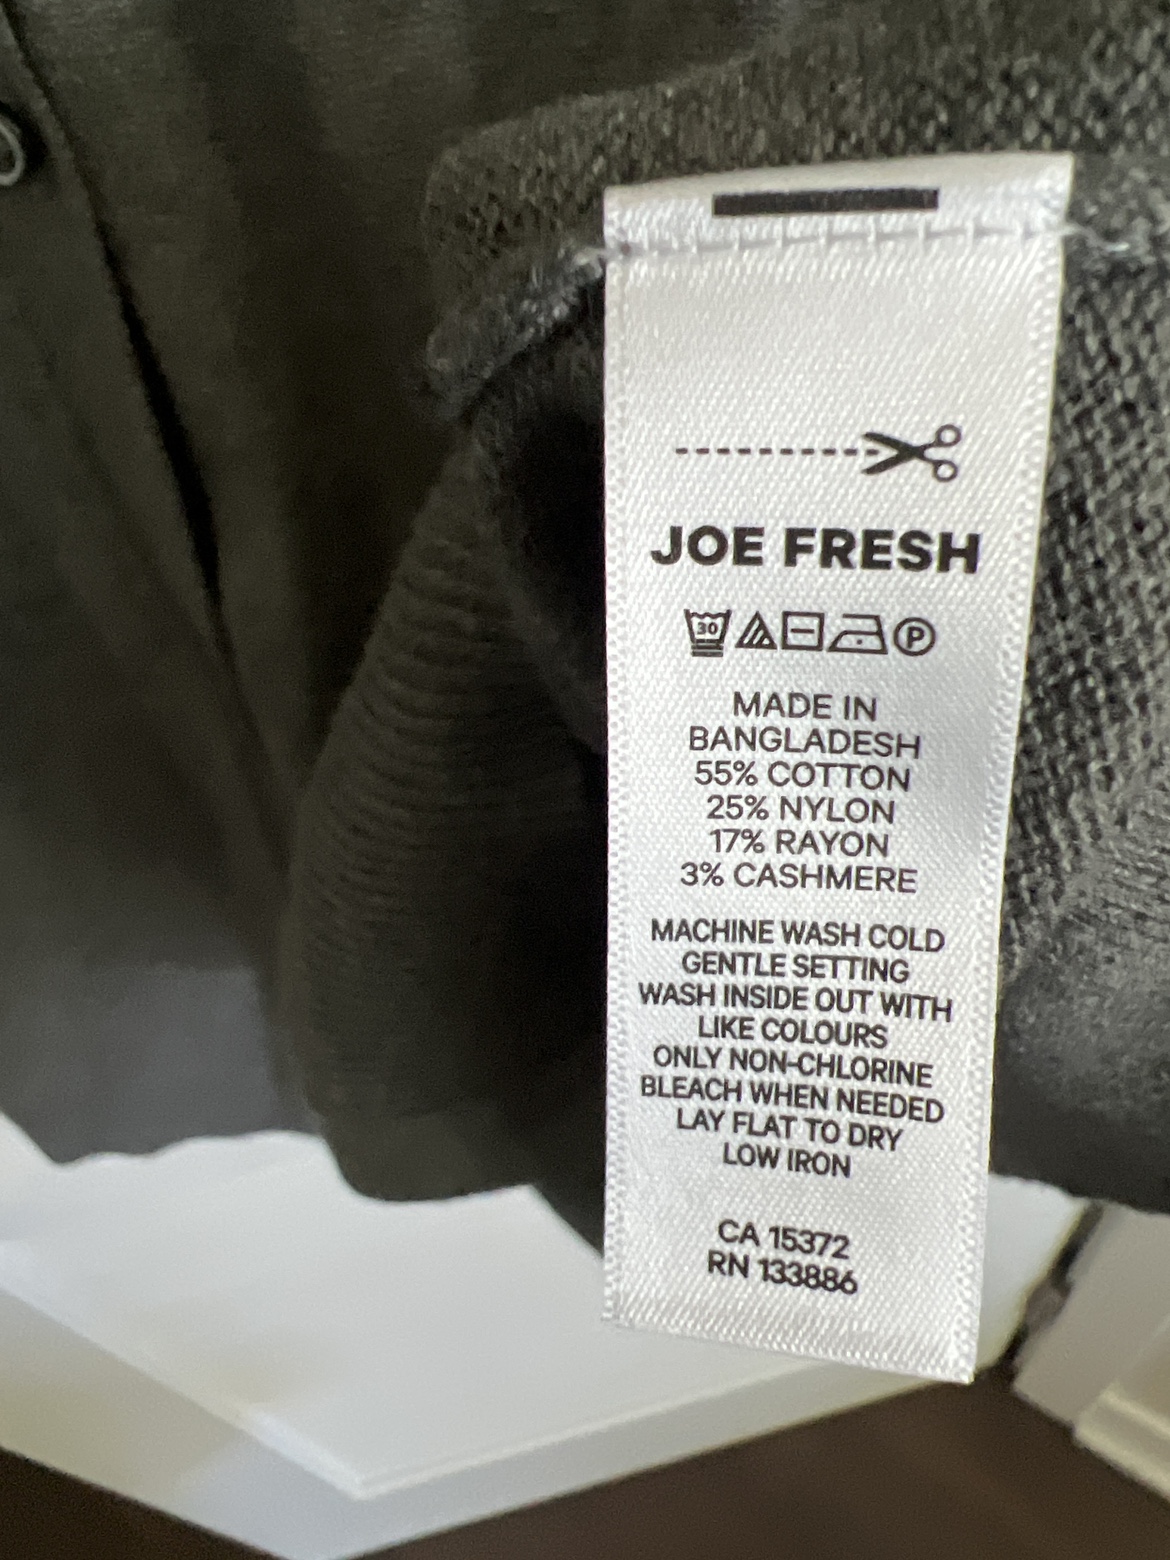 JOE FRESH
30 P
MADE IN
BANGLADESH
55% COTTON
25% NYLON
17% RAYON
3% CASHMERE
MACHINE WASH COLD
GENTLE SETTING
WASH INSIDE OUT WITH
LIKE COLOURS
ONLY NON-CHLORINE
BLEACH WHEN NEEDED
LAY FLAT TO DRY
LOW IRON
CA 15372
RN 133886